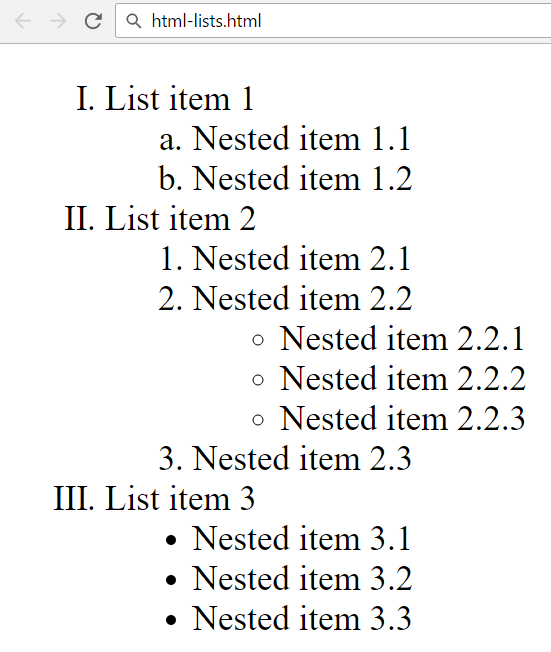 html-lists.html
I. List item 1
a. Nested item 1.1
b. Nested item 1.2
II. List item 2
1. Nested item 2.1
2. Nested item 2.2
○ Nested item 2.2.1
○ Nested item 2.2.2
○ Nested item 2.2.3
3. Nested item 2.3
III. List item 3
• Nested item 3.1
• Nested item 3.2
• Nested item 3.3